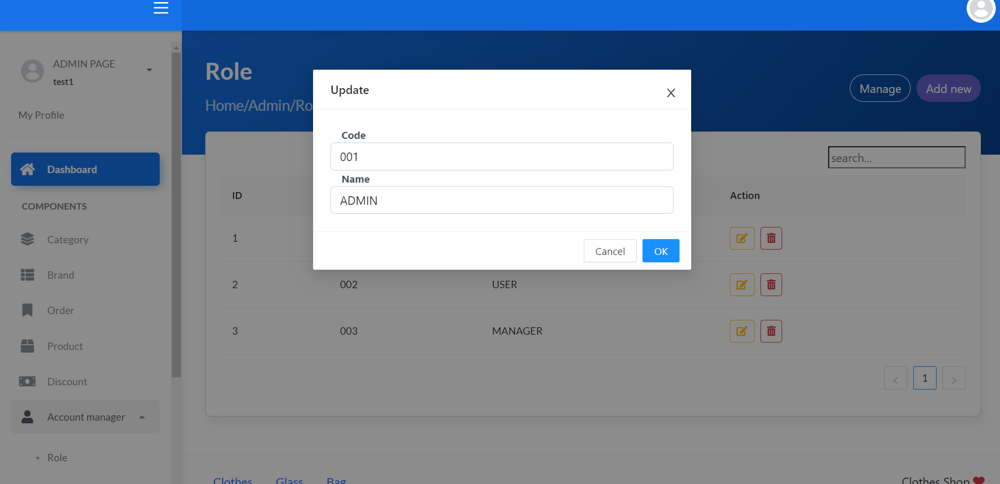 ADMIN PAGE
test1
My Profile
Dashboard
COMPONENTS
Category
Brand
Order
Product
Discount
Account manager
Role
Role
Home/Admin/Ro
Manage
Add new
Update
X
Code
001
Name
ADMIN
Cancel
OK
search...
ID
Action
1
2 002 USER
3 003 MANAGER
< 1 >
Clothes Glass Bag
Clothes Shop